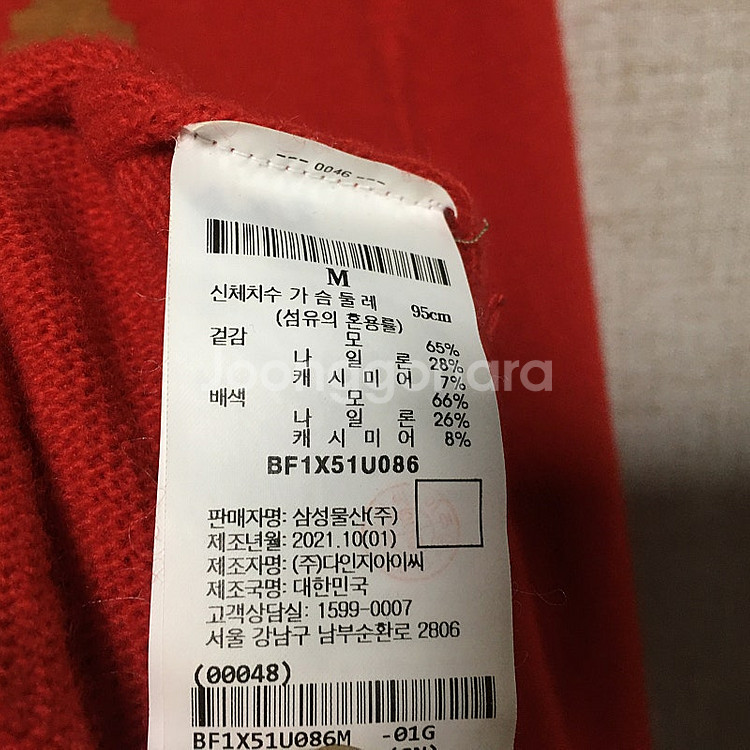 --- 0046 ---
M
신체치수 가슴둘레 95cm
(섬유의 혼용률)
겉감 모 65%
나일론 28%
캐시미어 7%
배색 모 66%
나일론 26%
캐시미어 8%
BF1X51U086
판매자명: 삼성물산(주)
제조년월: 2021.10(01)
제조자명: (주)다인지아이씨
제조국명: 대한민국
고객상담실: 1599-0007
서울 강남구 남부순환로 2806
(00048)
BF1X51U086M -01G
Joonggonara